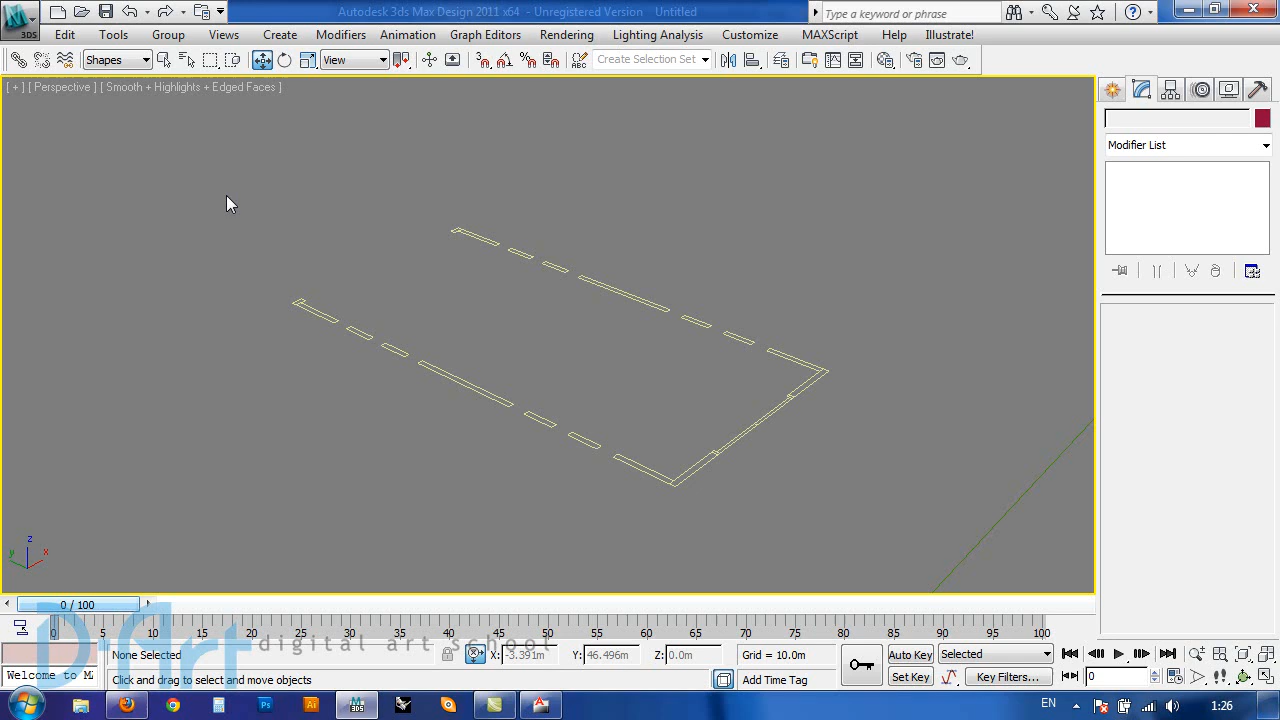 Autodesk 3ds Max Design 2011 x64 - Unregistered Version Untitled
Type a keyword or phrase
3DS
Edit Tools Group Views Create Modifiers Animation Graph Editors Rendering Lighting Analysis Customize MAXScript Help Illustrate!
Shapes View Create Selection Set
[ + ] [ Perspective ] [ Smooth + Highlights + Edged Faces ]
Modifier List
z
y x
0 / 100
0 5 10 15 20 25 30 35 40 45 50 55 60 65 70 75 80 85 90 95 100
D-Art digital art school
None Selected X: -3.391m Y: 46.496m Z: 0.0m Grid = 10.0m Auto Key Selected
Welcome to M Click and drag to select and move objects Add Time Tag Set Key Key Filters... 0
EN 1:26